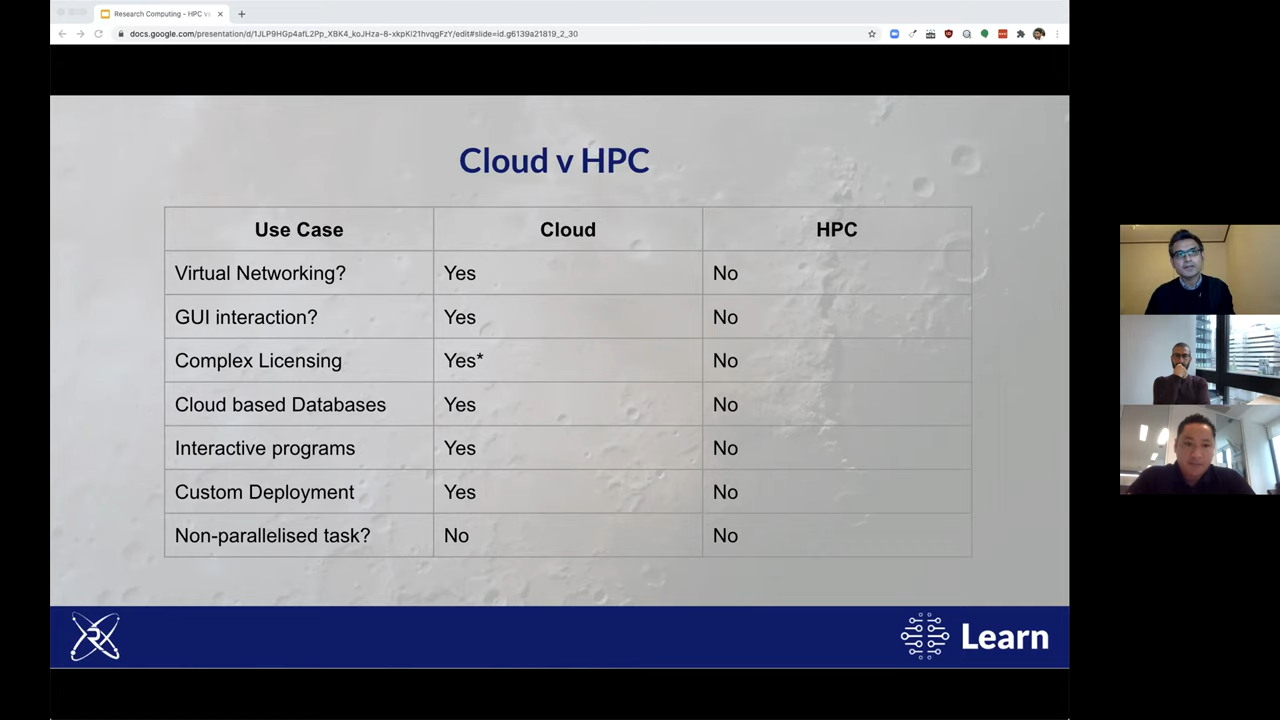 Research Computing - HPC vs
docs.google.com/presentation/d/1JLP9HGp4afL2Pp_XBK4_koJHza-8-xkpKl21hvqgFzY/edit#slide=id.g6139a21819_2_30
Cloud v HPC
Use Case Cloud HPC
Virtual Networking? Yes No
GUI interaction? Yes No
Complex Licensing Yes* No
Cloud based Databases Yes No
Interactive programs Yes No
Custom Deployment Yes No
Non-parallelised task? No No
Learn